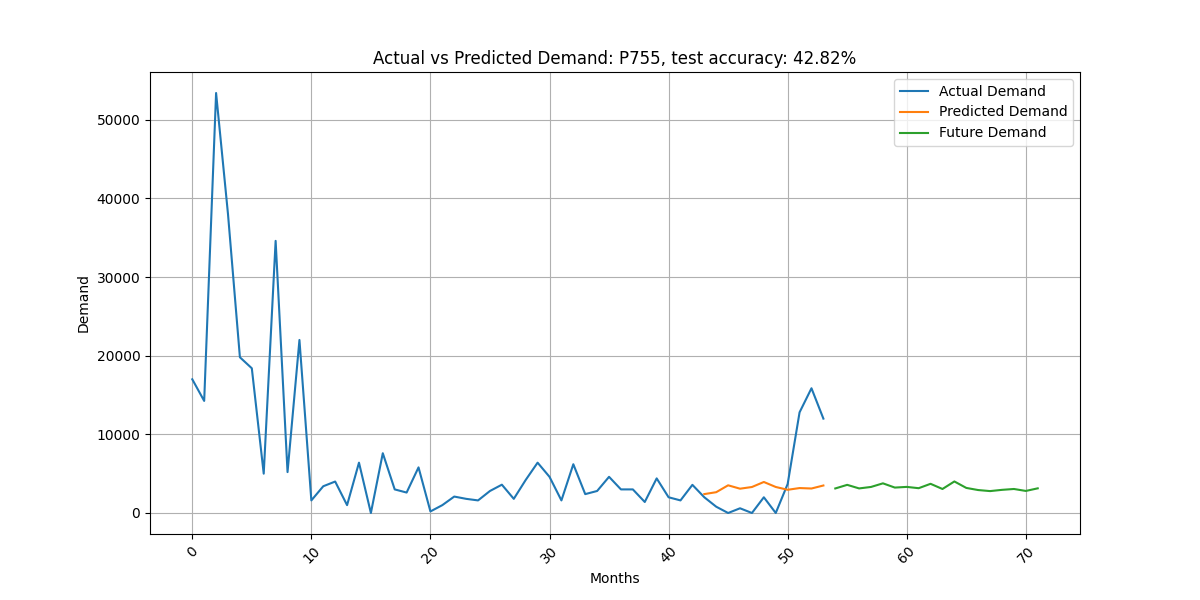 Actual vs Predicted Demand: P755, test accuracy: 42.82%
Actual Demand
Predicted Demand
Future Demand
50000
40000
30000
20000
10000
0
Demand
0
10
20
30
40
50
60
70
Months